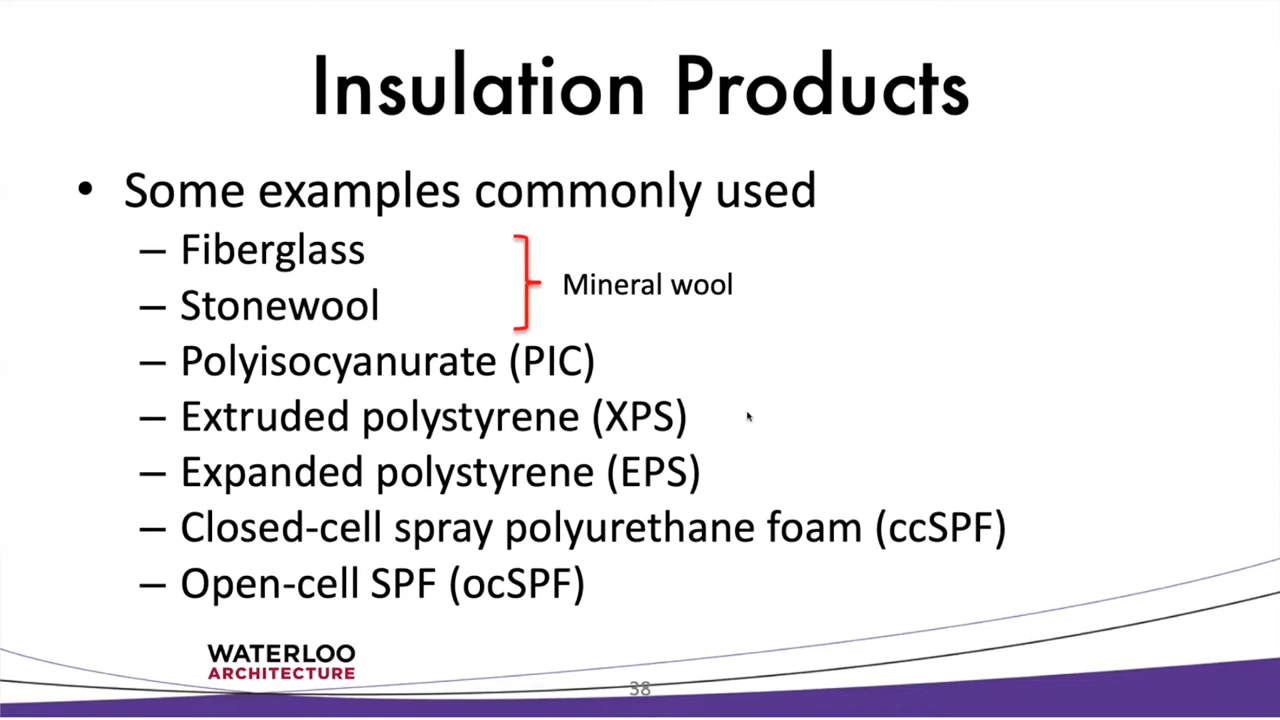 Insulation Products
• Some examples commonly used
– Fiberglass
– Stonewool
Mineral wool
– Polyisocyanurate (PIC)
– Extruded polystyrene (XPS)
– Expanded polystyrene (EPS)
– Closed-cell spray polyurethane foam (ccSPF)
– Open-cell SPF (ocSPF)
WATERLOO
ARCHITECTURE
38